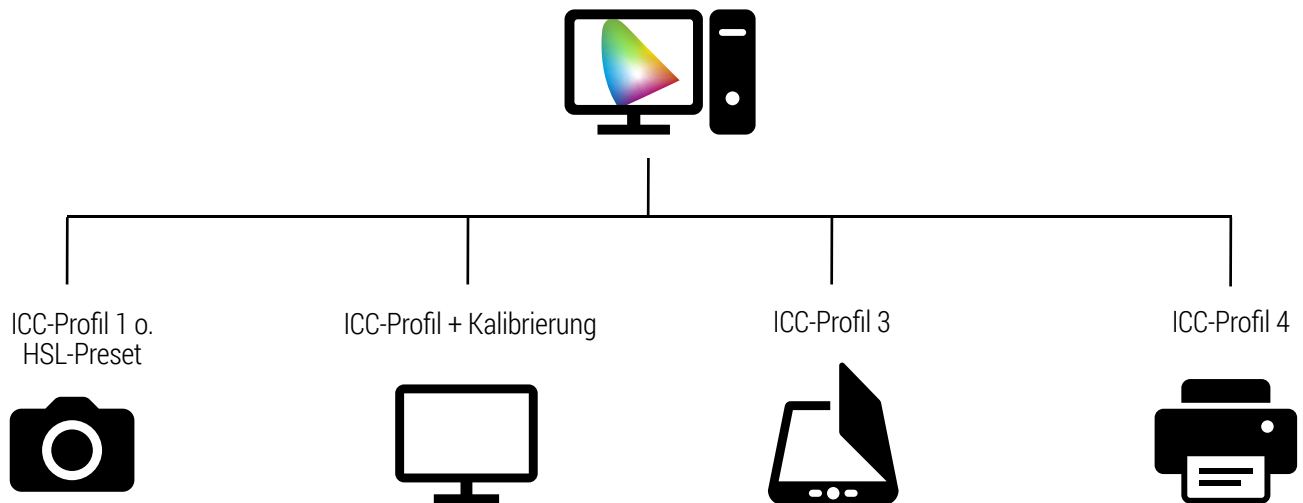 ICC-Profil 1 o.
HSL-Preset
ICC-Profil + Kalibrierung
ICC-Profil 3
ICC-Profil 4